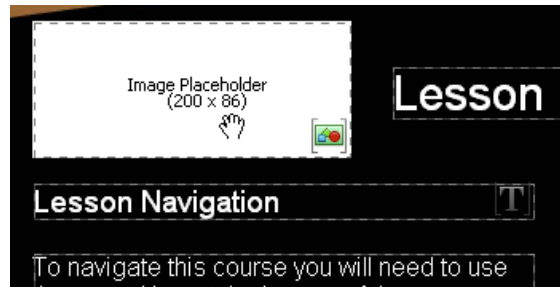 Image Placeholder
(200 x 86)
Lesson
Lesson Navigation
T
To navigate this course you will need to use